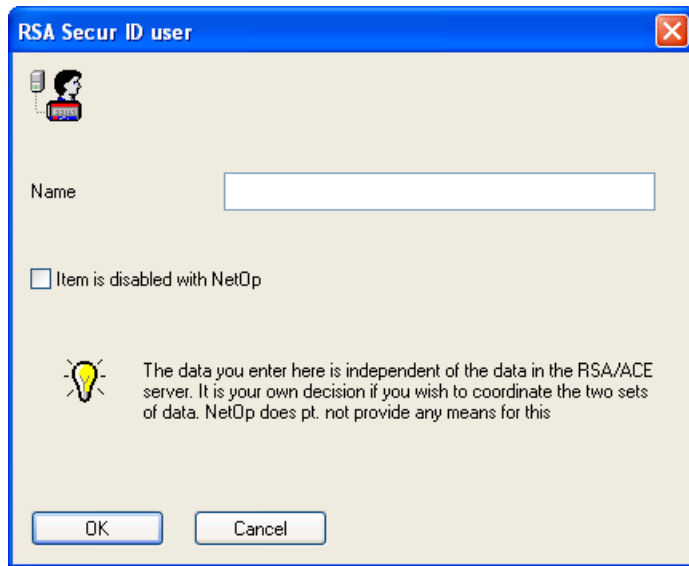 RSA Secur ID user
Name
Item is disabled with NetOp
The data you enter here is independent of the data in the RSA/ACE
server. It is your own decision if you wish to coordinate the two sets
of data. NetOp does pt. not provide any means for this
OK Cancel